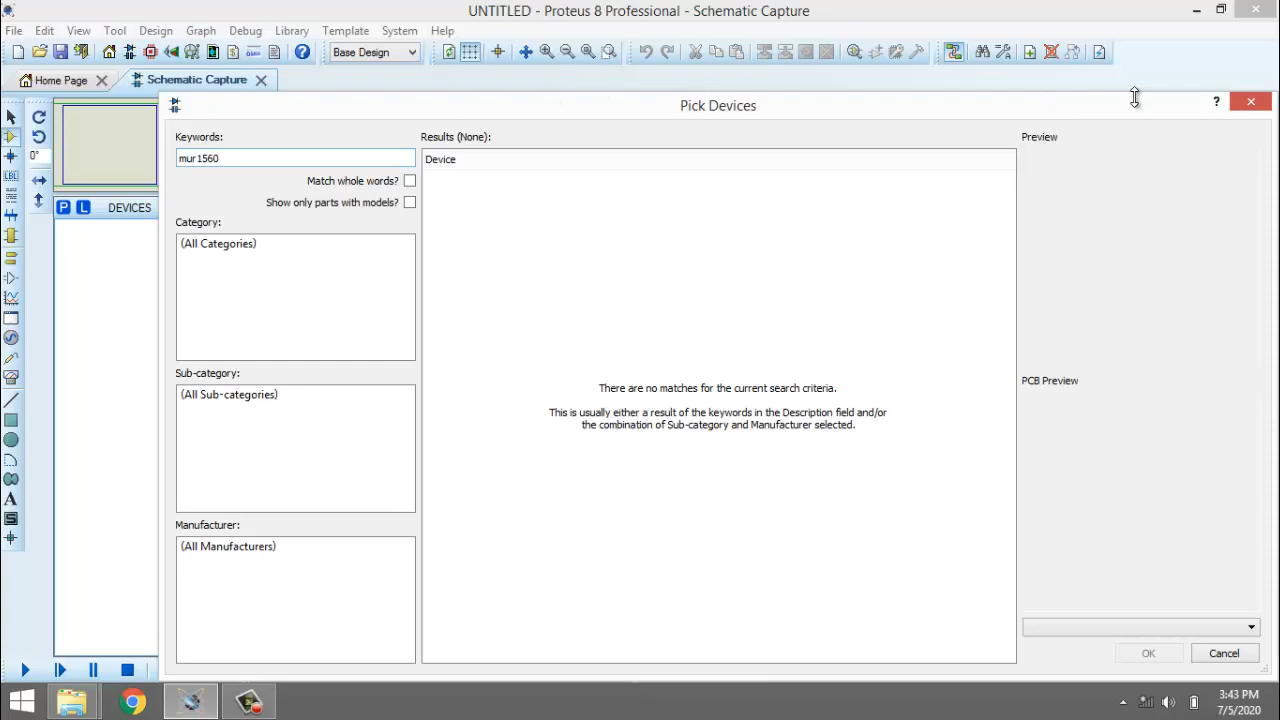 UNTITLED - Proteus 8 Professional - Schematic Capture
File Edit View Tool Design Graph Debug Library Template System Help
Base Design
Home Page
Schematic Capture
Pick Devices
?
Keywords:
Results (None):
Preview
mur1560
Device
0°
LBL
Match whole words?
Show only parts with models?
P L DEVICES
Category:
(All Categories)
Sub-category:
(All Sub-categories)
There are no matches for the current search criteria.
This is usually either a result of the keywords in the Description field and/or
the combination of Sub-category and Manufacturer selected.
PCB Preview
A
S
Manufacturer:
(All Manufacturers)
OK
Cancel
3:43 PM
7/5/2020